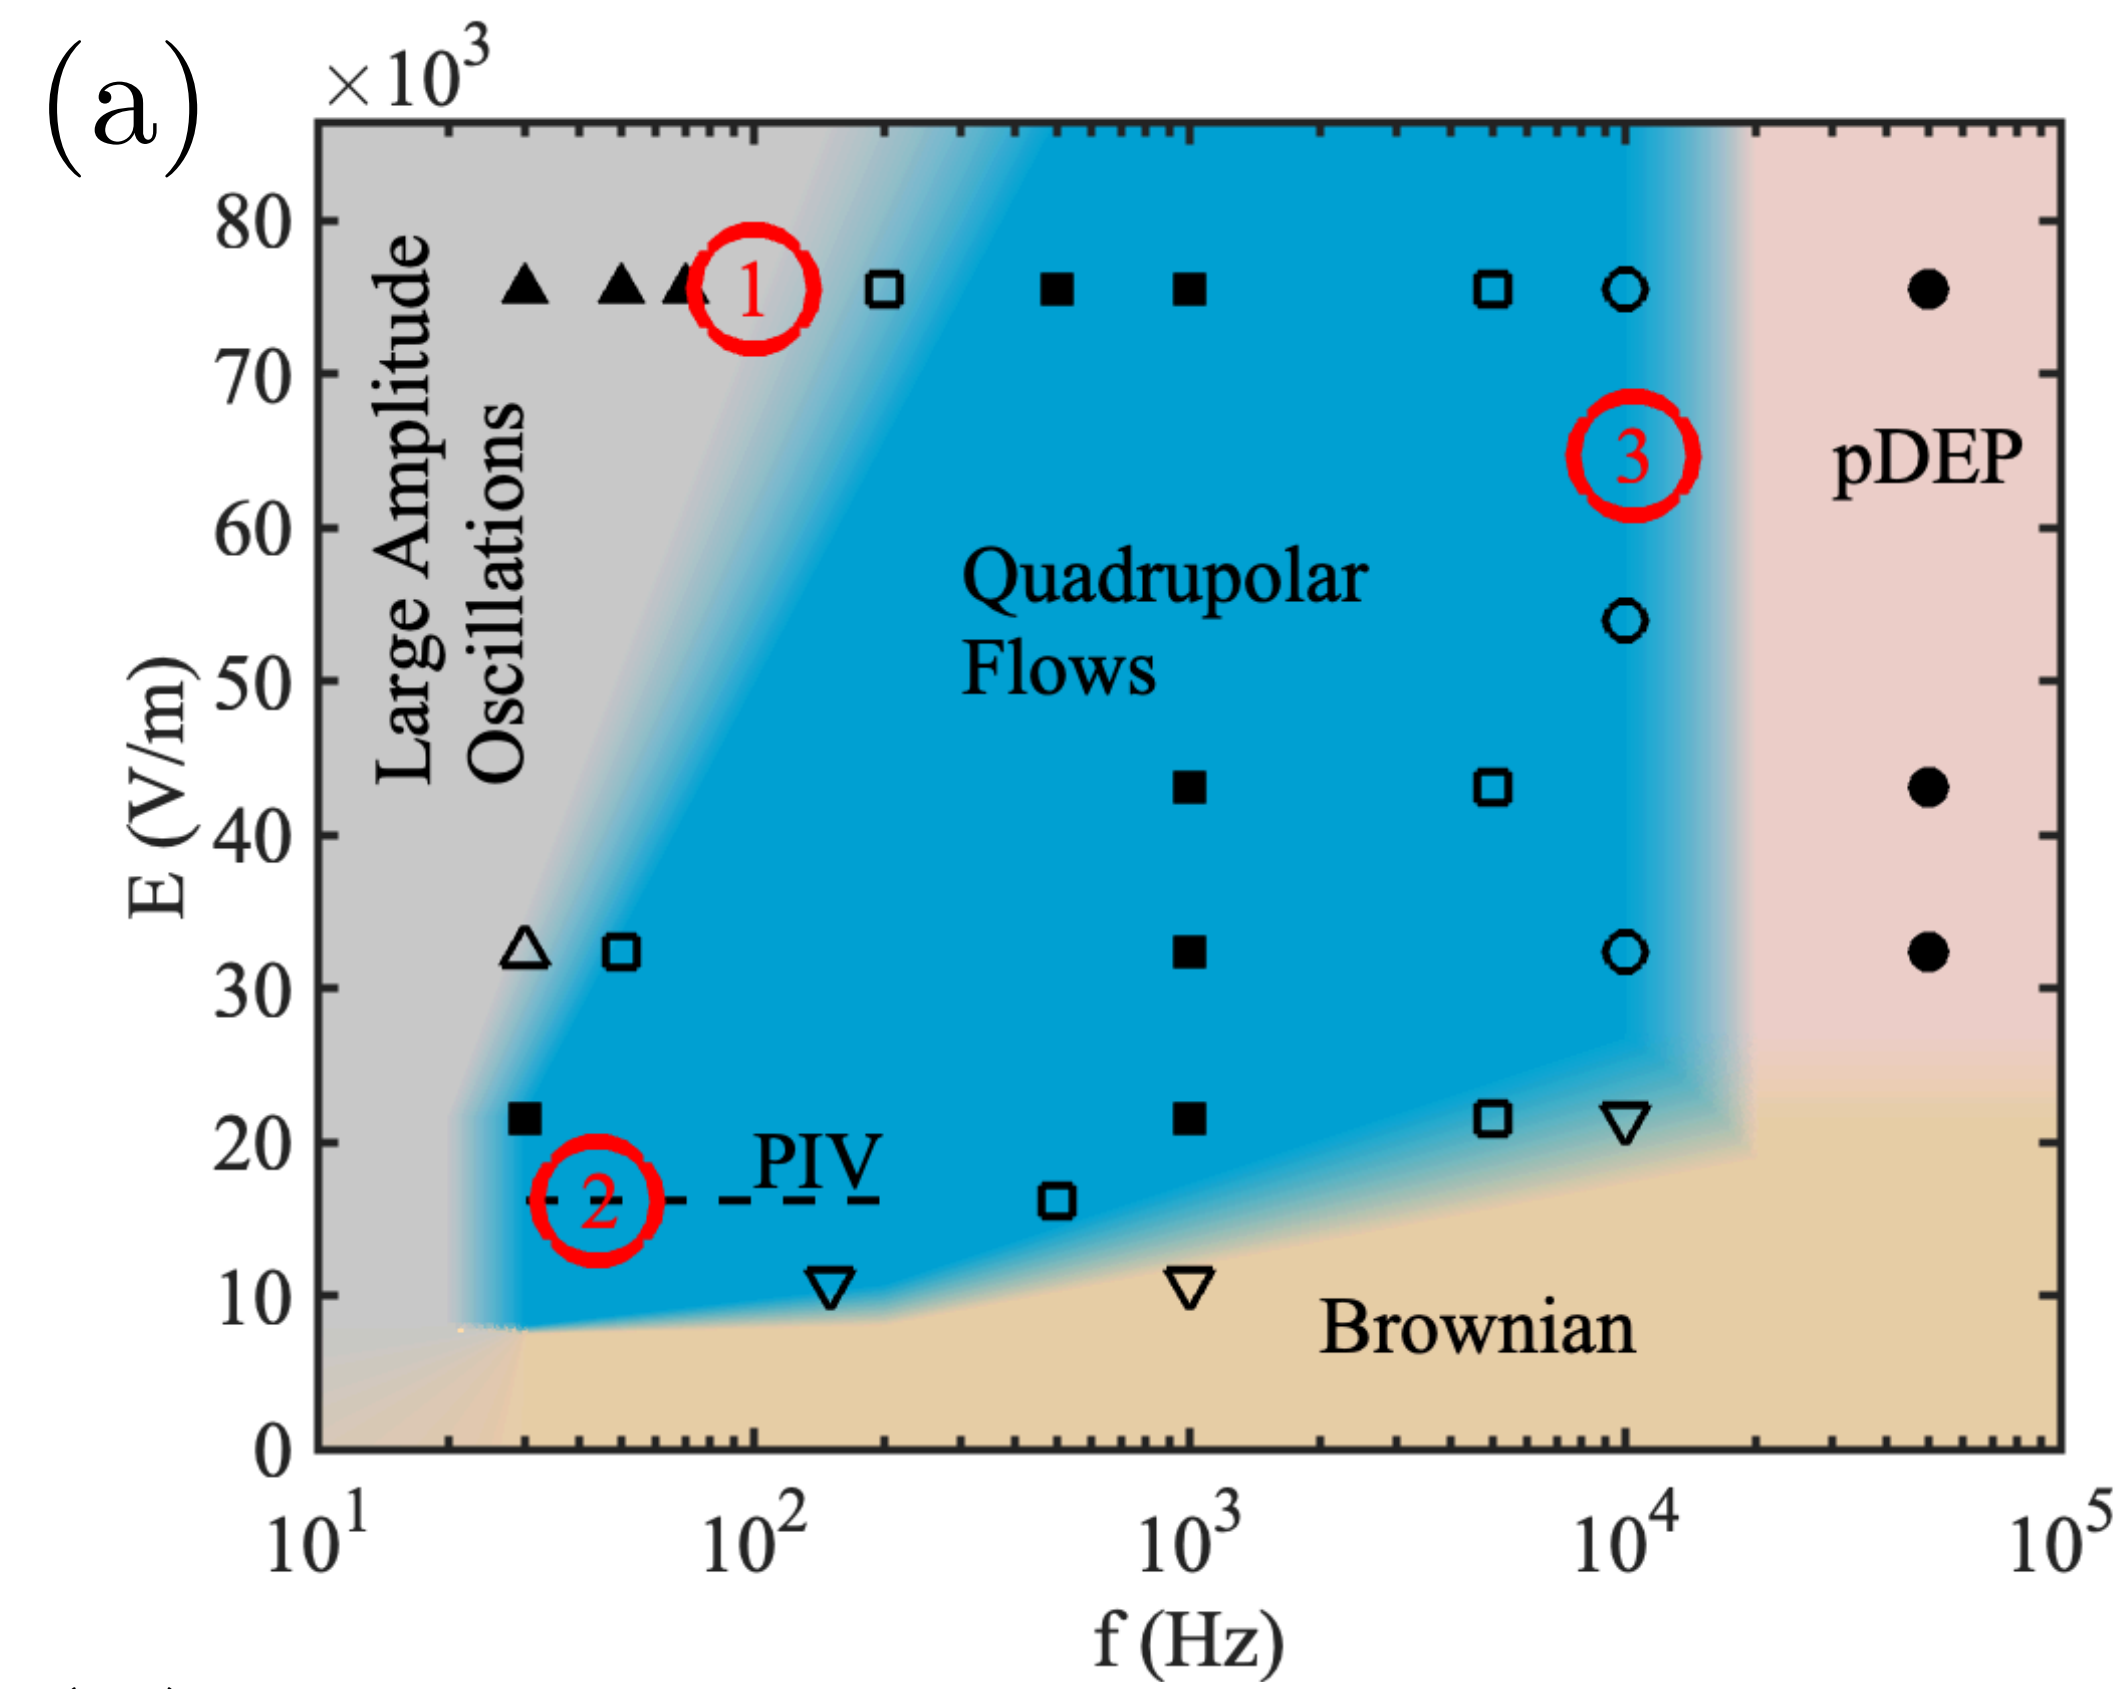 (a)
×10³
80
70
60
50
40
30
20
10
0
E (V/m)
Large Amplitude
Oscillations
1
3
pDEP
Quadrupolar
Flows
PIV
2
Brownian
10¹ 10² 10³ 10⁴ 10⁵
f (Hz)